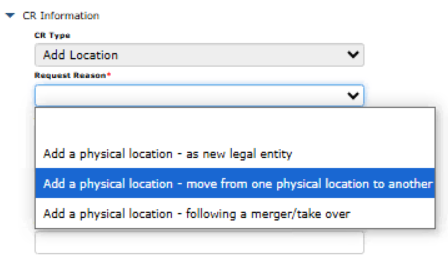 CR Information
CR Type
Add Location
Request Reason*
Add a physical location - as new legal entity
Add a physical location - move from one physical location to another
Add a physical location - following a merger/take over